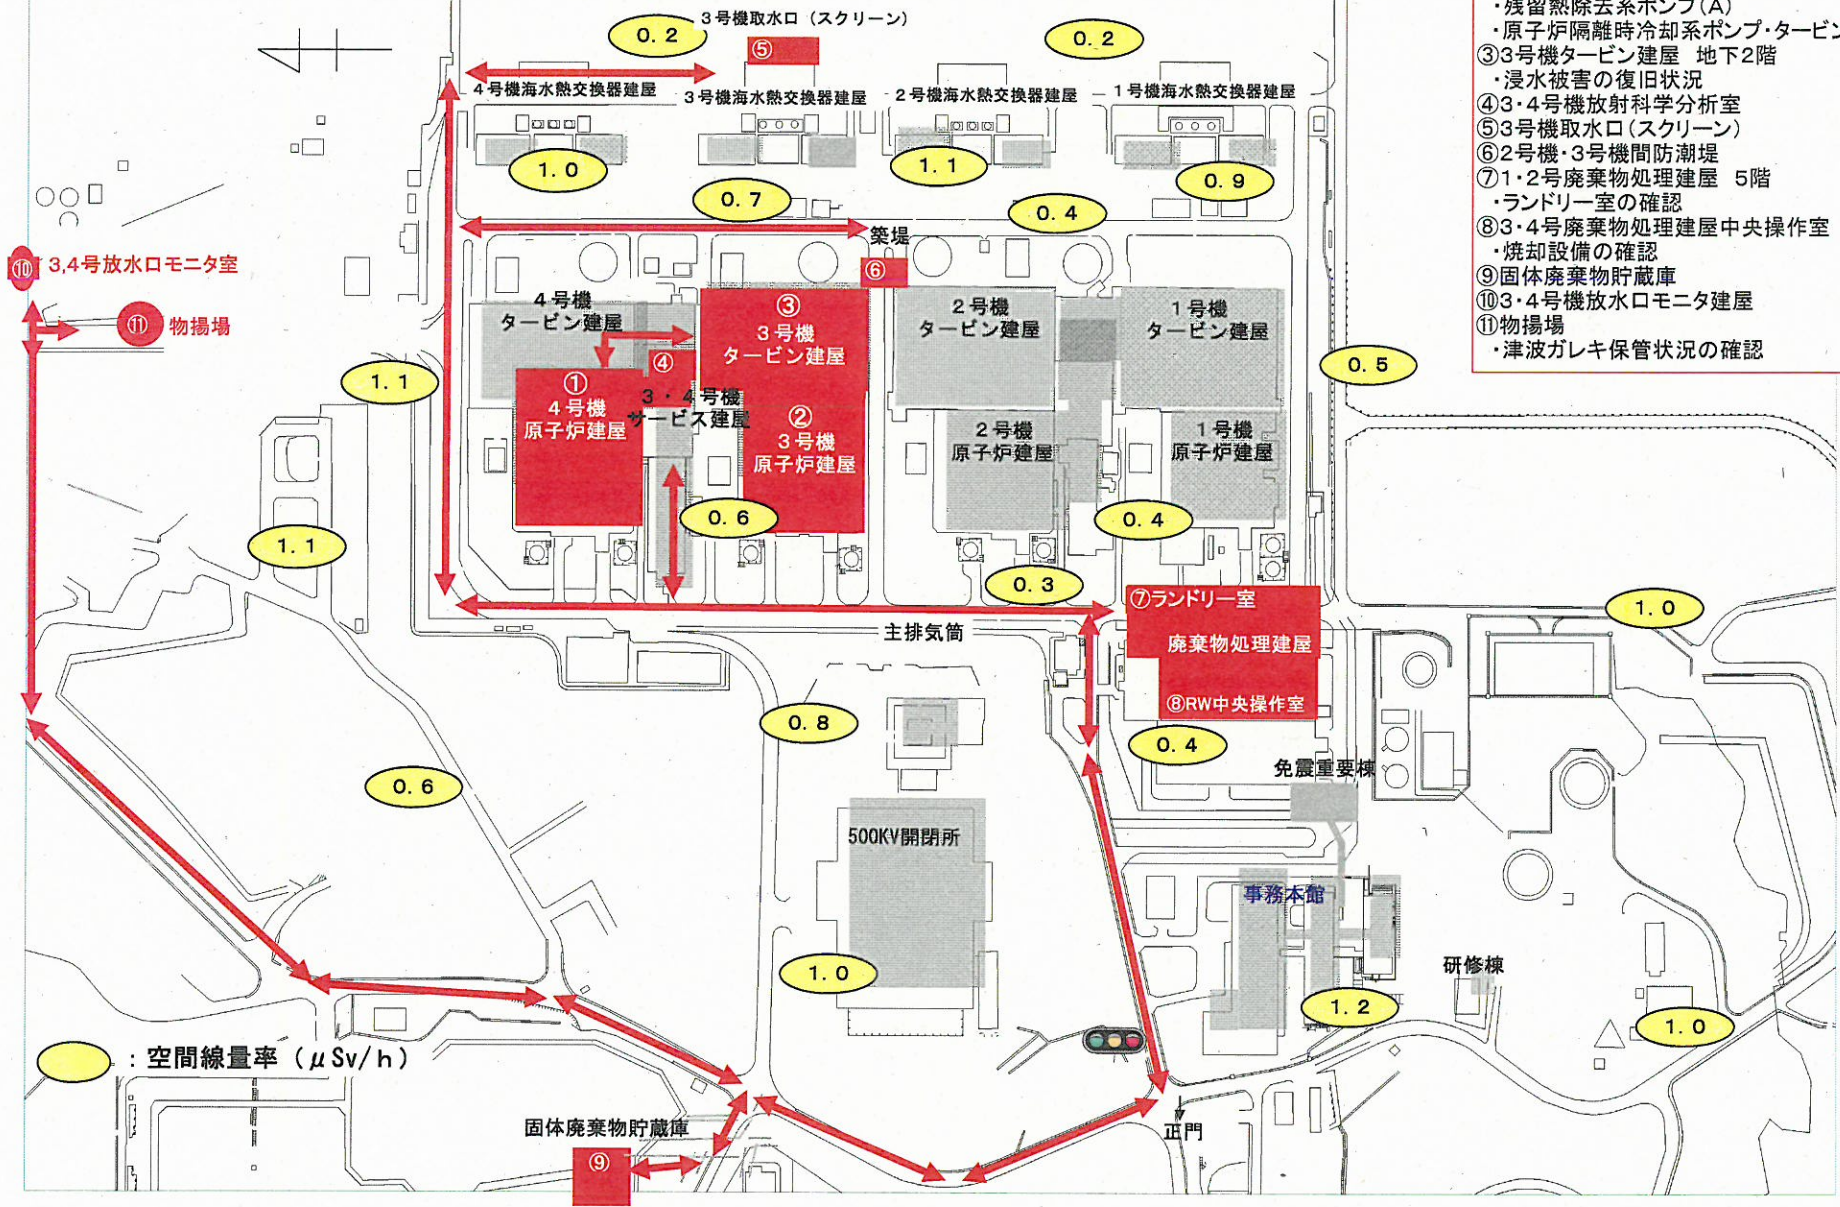 ・残留熱除去系ポンプ(A)
・原子炉隔離時冷却系ポンプ・タービン
③3号機タービン建屋 地下2階
・浸水被害の復旧状況
④3・4号機放射科学分析室
⑤3号機取水口(スクリーン)
⑥2号機・3号機間防潮堤
⑦1・2号廃棄物処理建屋 5階
・ランドリー室の確認
⑧3・4号廃棄物処理建屋中央操作室
・焼却設備の確認
⑨固体廃棄物貯蔵庫
⑩3・4号機放水口モニタ建屋
⑪物揚場
・津波ガレキ保管状況の確認
3号機取水口（スクリーン）
0.2
⑤
0.2
4号機海水熱交換器建屋
3号機海水熱交換器建屋
2号機海水熱交換器建屋
1号機海水熱交換器建屋
1.0
1.1
0.9
0.7
0.4
築堤
⑥
⑩
3,4号放水口モニタ室
⑪
物揚場
4号機
タービン建屋
③
3号機
タービン建屋
2号機
タービン建屋
1号機
タービン建屋
④
3・4号機
サービス建屋
①
4号機
原子炉建屋
②
3号機
原子炉建屋
2号機
原子炉建屋
1号機
原子炉建屋
1.1
0.5
1.1
0.6
0.4
0.3
1.0
⑦ランドリー室
廃棄物処理建屋
⑧RW中央操作室
主排気筒
0.8
0.4
免震重要棟
0.6
500KV開閉所
事務本館
1.0
研修棟
1.2
1.0
：空間線量率（μSv/h）
固体廃棄物貯蔵庫
⑨
正門